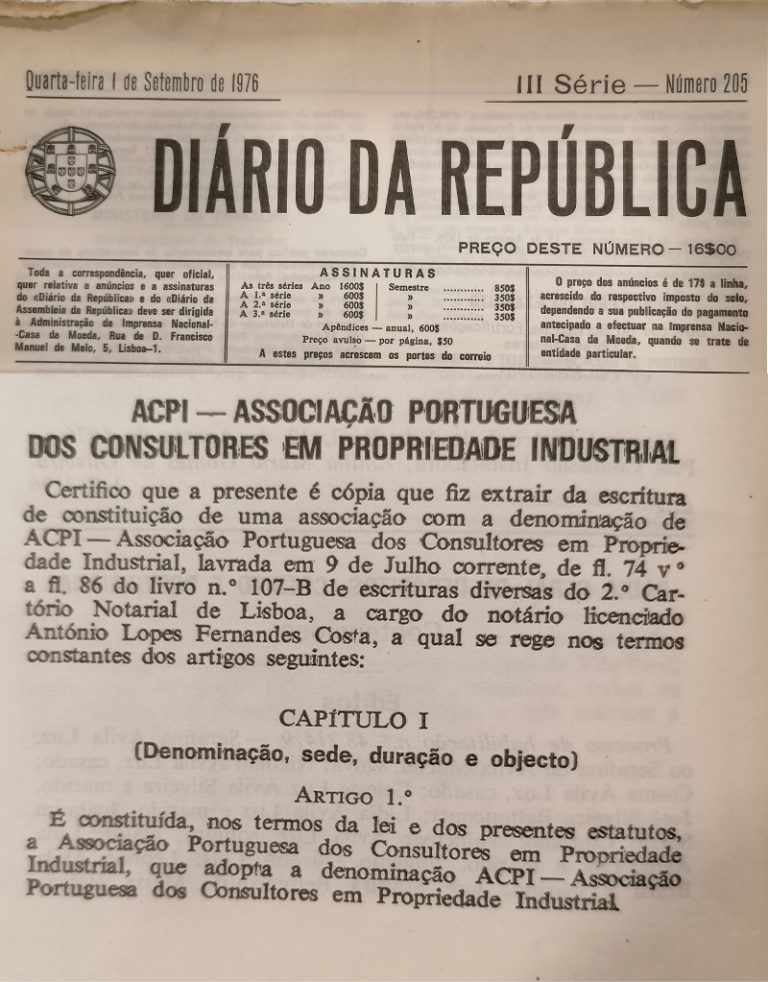 Quarta-feira 1 de Setembro de 1976
III Série — Número 205
DIÁRIO DA REPÚBLICA
PREÇO DESTE NÚMERO — 16$00
Toda a correspondência, quer oficial,
quer relativa a anúncios e a assinaturas
do «Diário da República» e do «Diário da
Assembleia da República» deve ser dirigida
à Administração da Imprensa Nacional-
-Casa da Moeda, Rua de D. Francisco
Manuel de Melo, 5, Lisboa-1.
ASSINATURAS
As três séries Ano 1600$ Semestre ............ 850$
A 1.ª série » 600$ » ............ 350$
A 2.ª série » 600$ » ............ 350$
A 3.ª série » 600$ » ............ 350$
Apêndices — anual, 600$
Preço avulso — por página, $50
A estes preços acrescem os portes do correio
O preço dos anúncios é de 17$ a linha,
acrescido do respectivo imposto do selo,
dependendo a sua publicação do pagamento
antecipado a efectuar na Imprensa Nacio-
nal-Casa da Moeda, quando se trate de
entidade particular.
ACPI — ASSOCIAÇÃO PORTUGUESA
DOS CONSULTORES EM PROPRIEDADE INDUSTRIAL
Certifico que a presente é cópia que fiz extrair da escritura
de constituição de uma associação com a denominação de
ACPI — Associação Portuguesa dos Consultores em Proprie-
dade Industrial, lavrada em 9 de Julho corrente, de fl. 74 v º
a fl. 86 do livro n.º 107-B de escrituras diversas do 2.º Car-
tório Notarial de Lisboa, a cargo do notário licenciado
António Lopes Fernandes Costa, a qual se rege nos termos
constantes dos artigos seguintes:
CAPÍTULO I
(Denominação, sede, duração e objecto)
ARTIGO 1.º
É constituída, nos termos da lei e dos presentes estatutos,
a Associação Portuguesa dos Consultores em Propriedade
Industrial, que adopta a denominação ACPI — Associação
Portuguesa dos Consultores em Propriedade Industrial